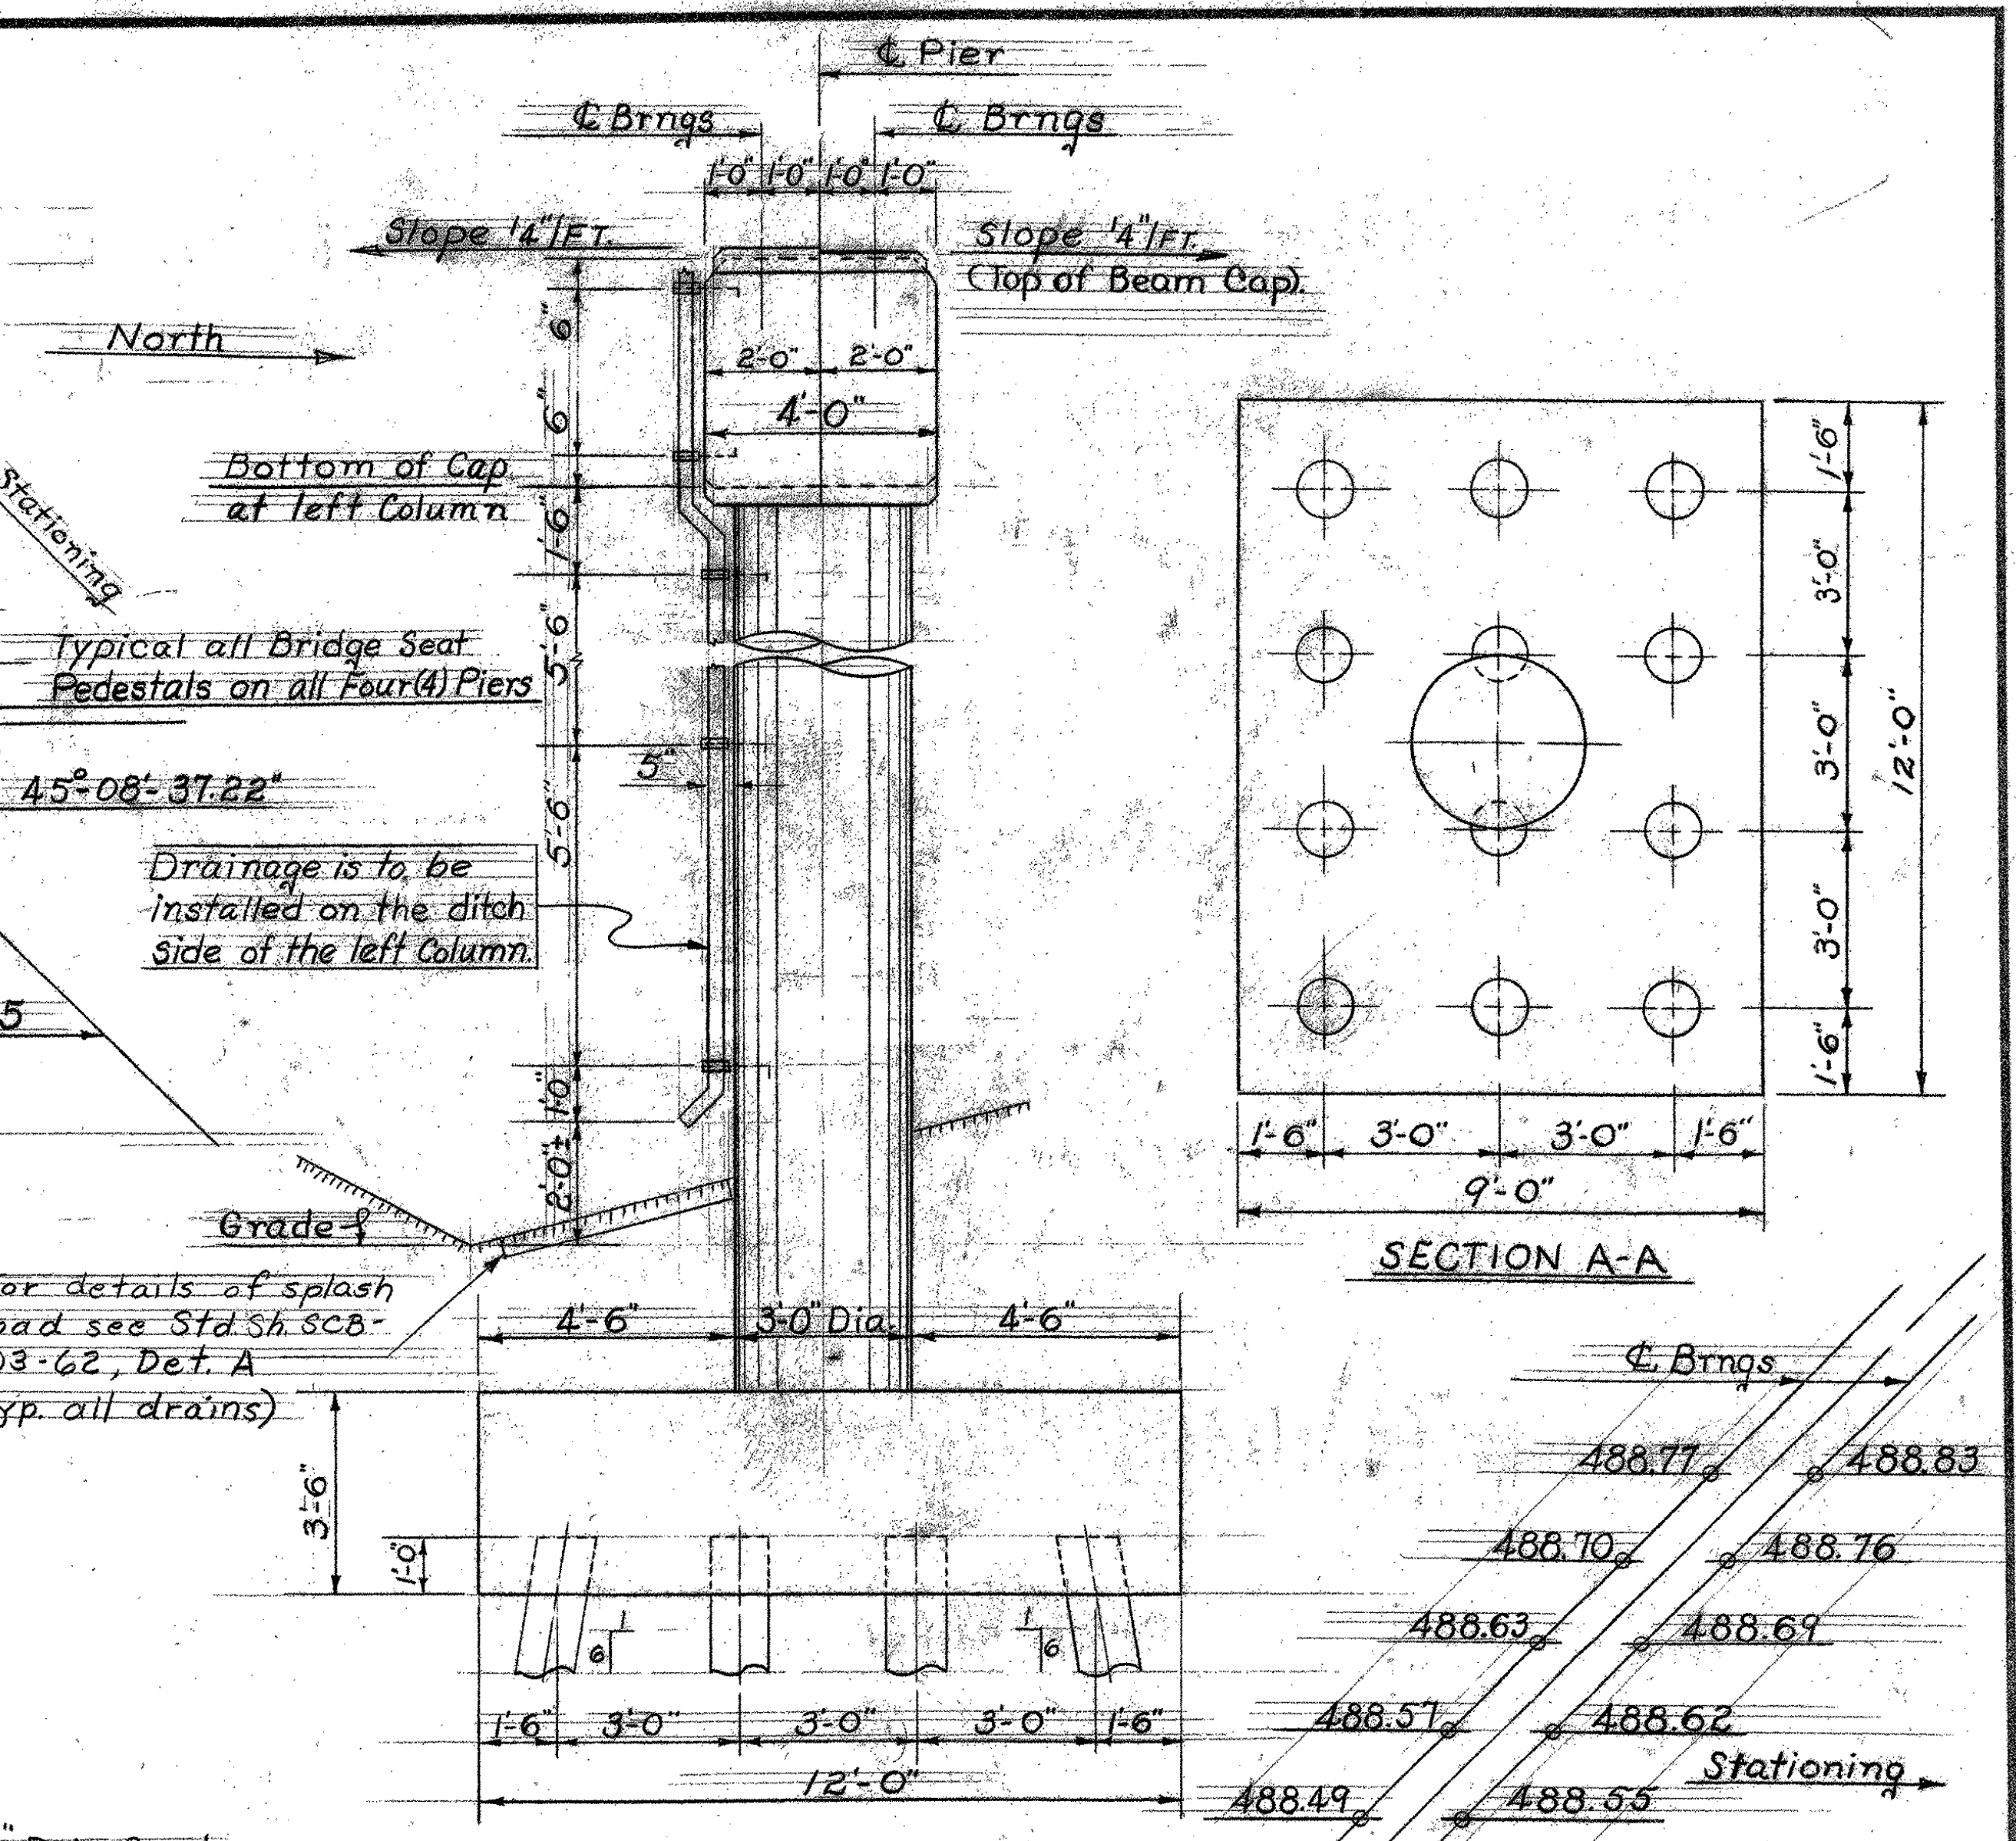 ℄ Pier
℄ Brngs
℄ Brngs
1'-0" 1'-0" 1'-0" 1'-0"
Slope 1/4"/FT.
Slope 1/4"/FT.
(Top of Beam Cap).
North
6"
2'-0" 2'-0"
4'-0"
6"
Bottom of Cap
at left Column
1'-6"
Stationing
5'-6"
Typical all Bridge Seat
Pedestals on all Four(4) Piers
45°-08'-37.22"
5"
5'-6"
Drainage is to be
installed on the ditch
side of the left Column.
5
1'-0"
2'-0"±
Grade
or details of splash
pad see Std. Sh. SCB-
03-62, Det. A
yp. all drains)
4'-6" 3'-0" Dia. 4'-6"
3'-6"
1'-0"
1
6
1
6
1'-6" 3'-0" 3'-0" 3'-0" 1'-6"
12'-0"
1'-6"
3'-0"
3'-0"
12'-0"
3'-0"
1'-6"
1'-6" 3'-0" 3'-0" 1'-6"
9'-0"
SECTION A-A
℄ Brngs
488.77 488.83
488.70 488.76
488.63 488.69
488.57 488.62
Stationing
488.49 488.55